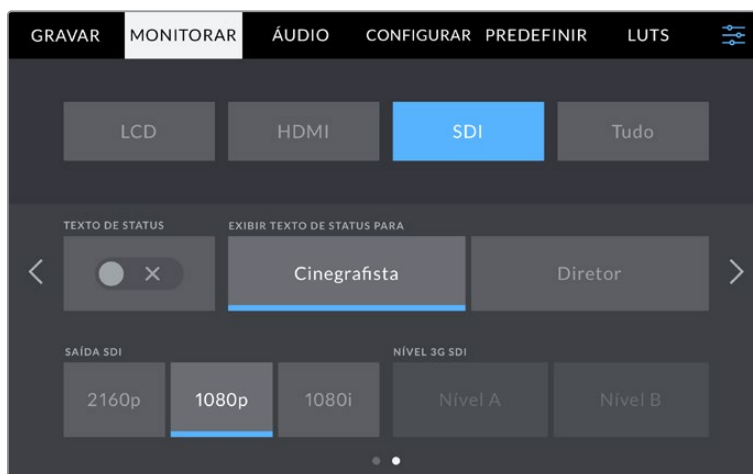 GRAVAR MONITORAR ÁUDIO CONFIGURAR PREDEFINIR LUTS
LCD HDMI SDI Tudo
TEXTO DE STATUS EXIBIR TEXTO DE STATUS PARA
Cinegrafista Diretor
SAÍDA SDI NÍVEL 3G SDI
2160p 1080p 1080i Nível A Nível B